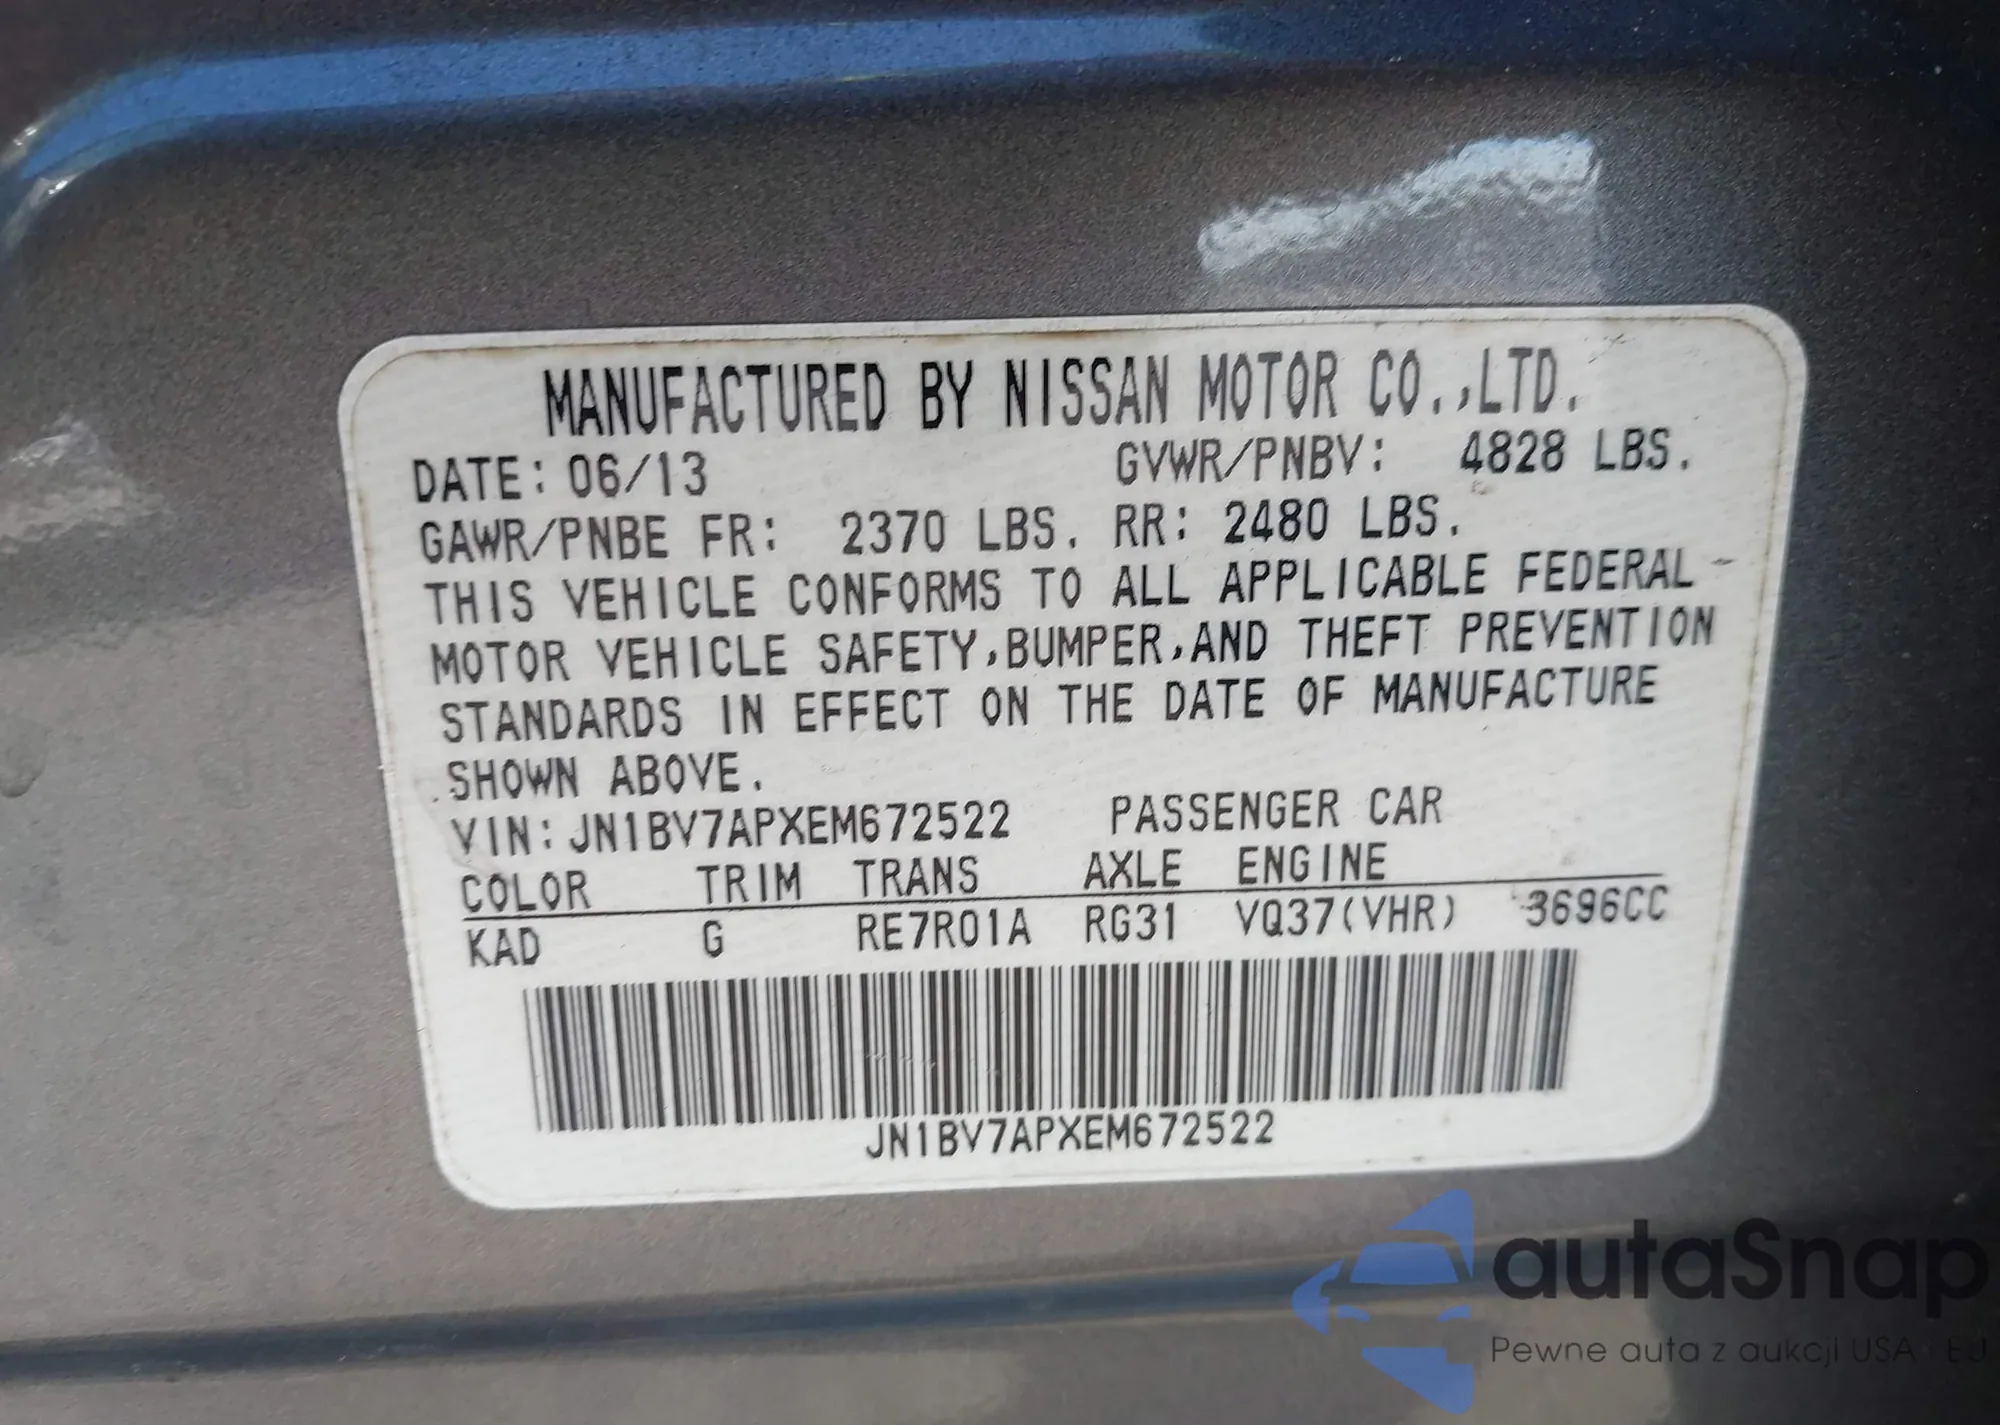 MANUFACTURED BY NISSAN MOTOR CO.,LTD.
DATE: 06/13 GVWR/PNBV: 4828 LBS.
GAWR/PNBE FR: 2370 LBS. RR: 2480 LBS.
THIS VEHICLE CONFORMS TO ALL APPLICABLE FEDERAL
MOTOR VEHICLE SAFETY,BUMPER,AND THEFT PREVENTION
STANDARDS IN EFFECT ON THE DATE OF MANUFACTURE
SHOWN ABOVE.
VIN: JN1BV7APXEM672522 PASSENGER CAR
COLOR TRIM TRANS AXLE ENGINE
KAD G RE7R01A RG31 VQ37(VHR) 3696CC
JN1BV7APXEM672522
autaSnap
Pewne auta z aukcji USA i EU